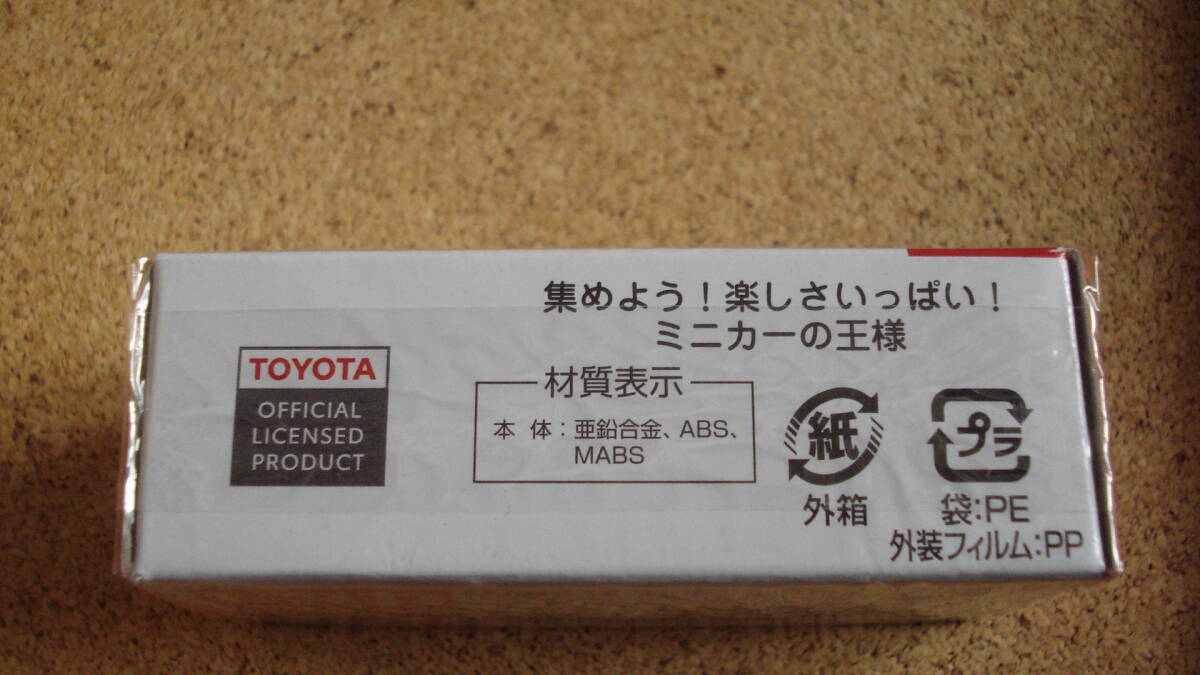 集めよう！楽しさいっぱい！
ミニカーの王様
TOYOTA
OFFICIAL
LICENSED
PRODUCT
材質表示
本 体：亜鉛合金、ABS、
MABS
紙
外箱
プラ
袋:PE
外装フィルム:PP